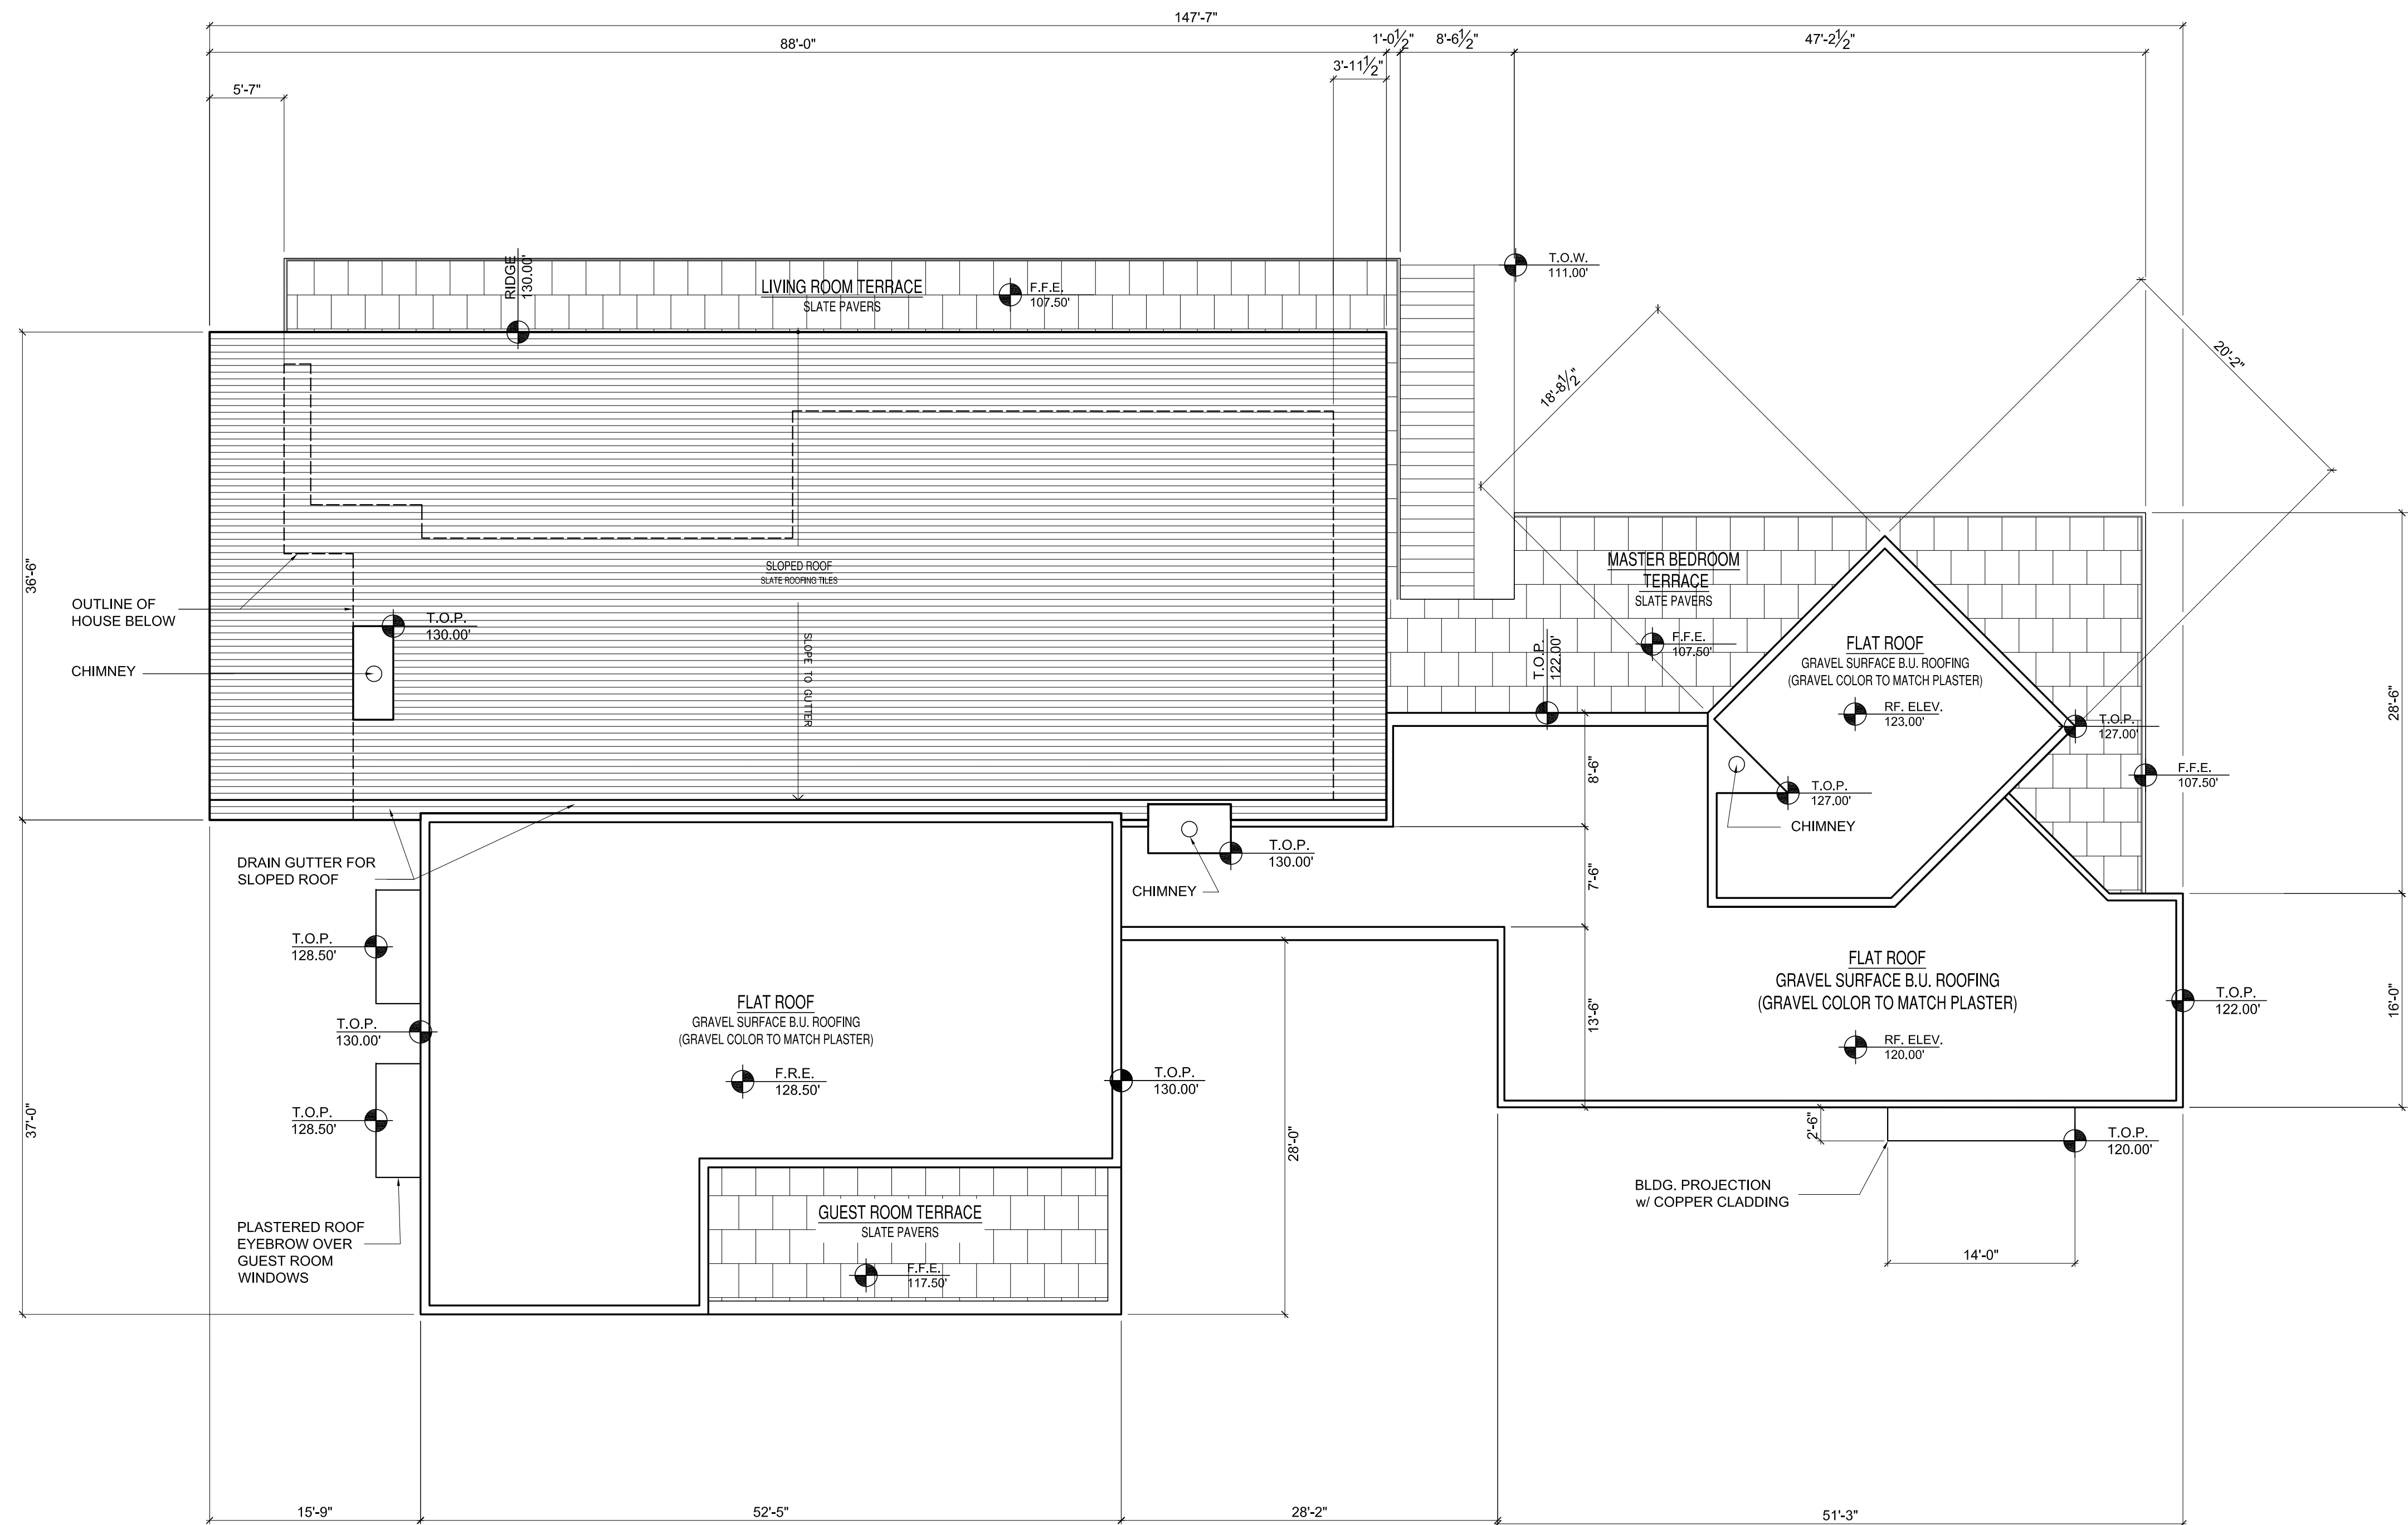 147'-7"
88'-0"
1'-0½"
8'-6½"
47'-2½"
3'-11½"
5'-7"
RIDGE
130.00'
LIVING ROOM TERRACE
SLATE PAVERS
F.F.E.
107.50'
T.O.W.
111.00'
18'-8½"
20'-2"
36'-6"
OUTLINE OF
HOUSE BELOW
CHIMNEY
T.O.P.
130.00'
SLOPED ROOF
SLATE ROOFING TILES
SLOPE TO GUTTER
MASTER BEDROOM
TERRACE
SLATE PAVERS
F.F.E.
107.50'
T.O.P.
122.00'
FLAT ROOF
GRAVEL SURFACE B.U. ROOFING
(GRAVEL COLOR TO MATCH PLASTER)
RF. ELEV.
123.00'
T.O.P.
127.00'
F.F.E.
107.50'
T.O.P.
127.00'
CHIMNEY
28'-6"
8'-6"
7'-6"
13'-6"
DRAIN GUTTER FOR
SLOPED ROOF
T.O.P.
130.00'
CHIMNEY
T.O.P.
128.50'
T.O.P.
130.00'
T.O.P.
128.50'
37'-0"
PLASTERED ROOF
EYEBROW OVER
GUEST ROOM
WINDOWS
FLAT ROOF
GRAVEL SURFACE B.U. ROOFING
(GRAVEL COLOR TO MATCH PLASTER)
F.R.E.
128.50'
T.O.P.
130.00'
28'-0"
FLAT ROOF
GRAVEL SURFACE B.U. ROOFING
(GRAVEL COLOR TO MATCH PLASTER)
RF. ELEV.
120.00'
T.O.P.
122.00'
16'-0"
2'-6"
T.O.P.
120.00'
BLDG. PROJECTION
w/ COPPER CLADDING
14'-0"
GUEST ROOM TERRACE
SLATE PAVERS
F.F.E.
117.50'
15'-9"
52'-5"
28'-2"
51'-3"